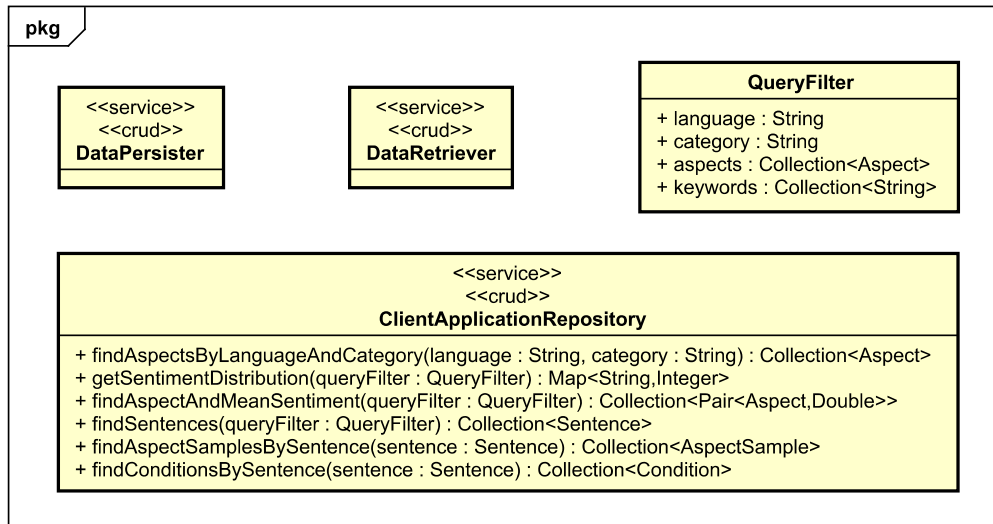 pkg
<<service>>
<<crud>>
DataPersister
<<service>>
<<crud>>
DataRetriever
QueryFilter
+ language : String
+ category : String
+ aspects : Collection<Aspect>
+ keywords : Collection<String>
<<service>>
<<crud>>
ClientApplicationRepository
+ findAspectsByLanguageAndCategory(language : String, category : String) : Collection<Aspect>
+ getSentimentDistribution(queryFilter : QueryFilter) : Map<String,Integer>
+ findAspectAndMeanSentiment(queryFilter : QueryFilter) : Collection<Pair<Aspect,Double>>
+ findSentences(queryFilter : QueryFilter) : Collection<Sentence>
+ findAspectSamplesBySentence(sentence : Sentence) : Collection<AspectSample>
+ findConditionsBySentence(sentence : Sentence) : Collection<Condition>